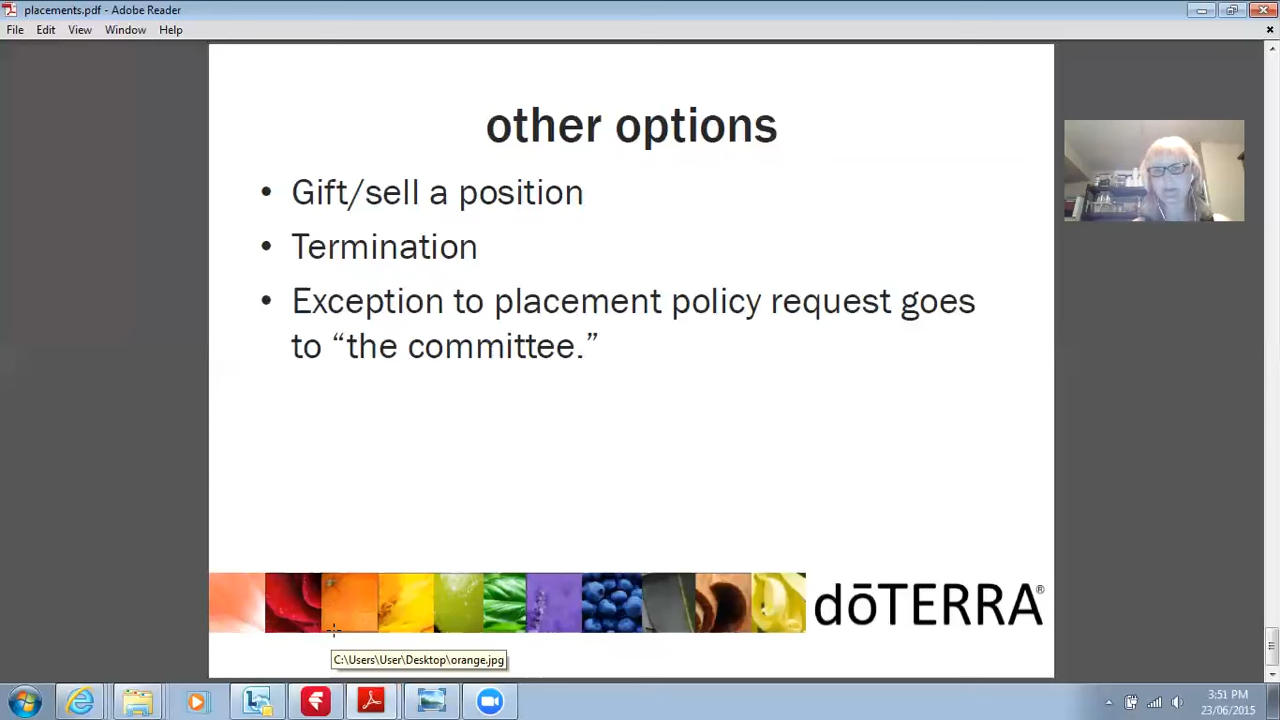 placements.pdf - Adobe Reader
File Edit View Window Help
other options
• Gift/sell a position
• Termination
• Exception to placement policy request goes
to “the committee.”
dōTERRA®
C:\Users\User\Desktop\orange.jpg
3:51 PM
23/06/2015